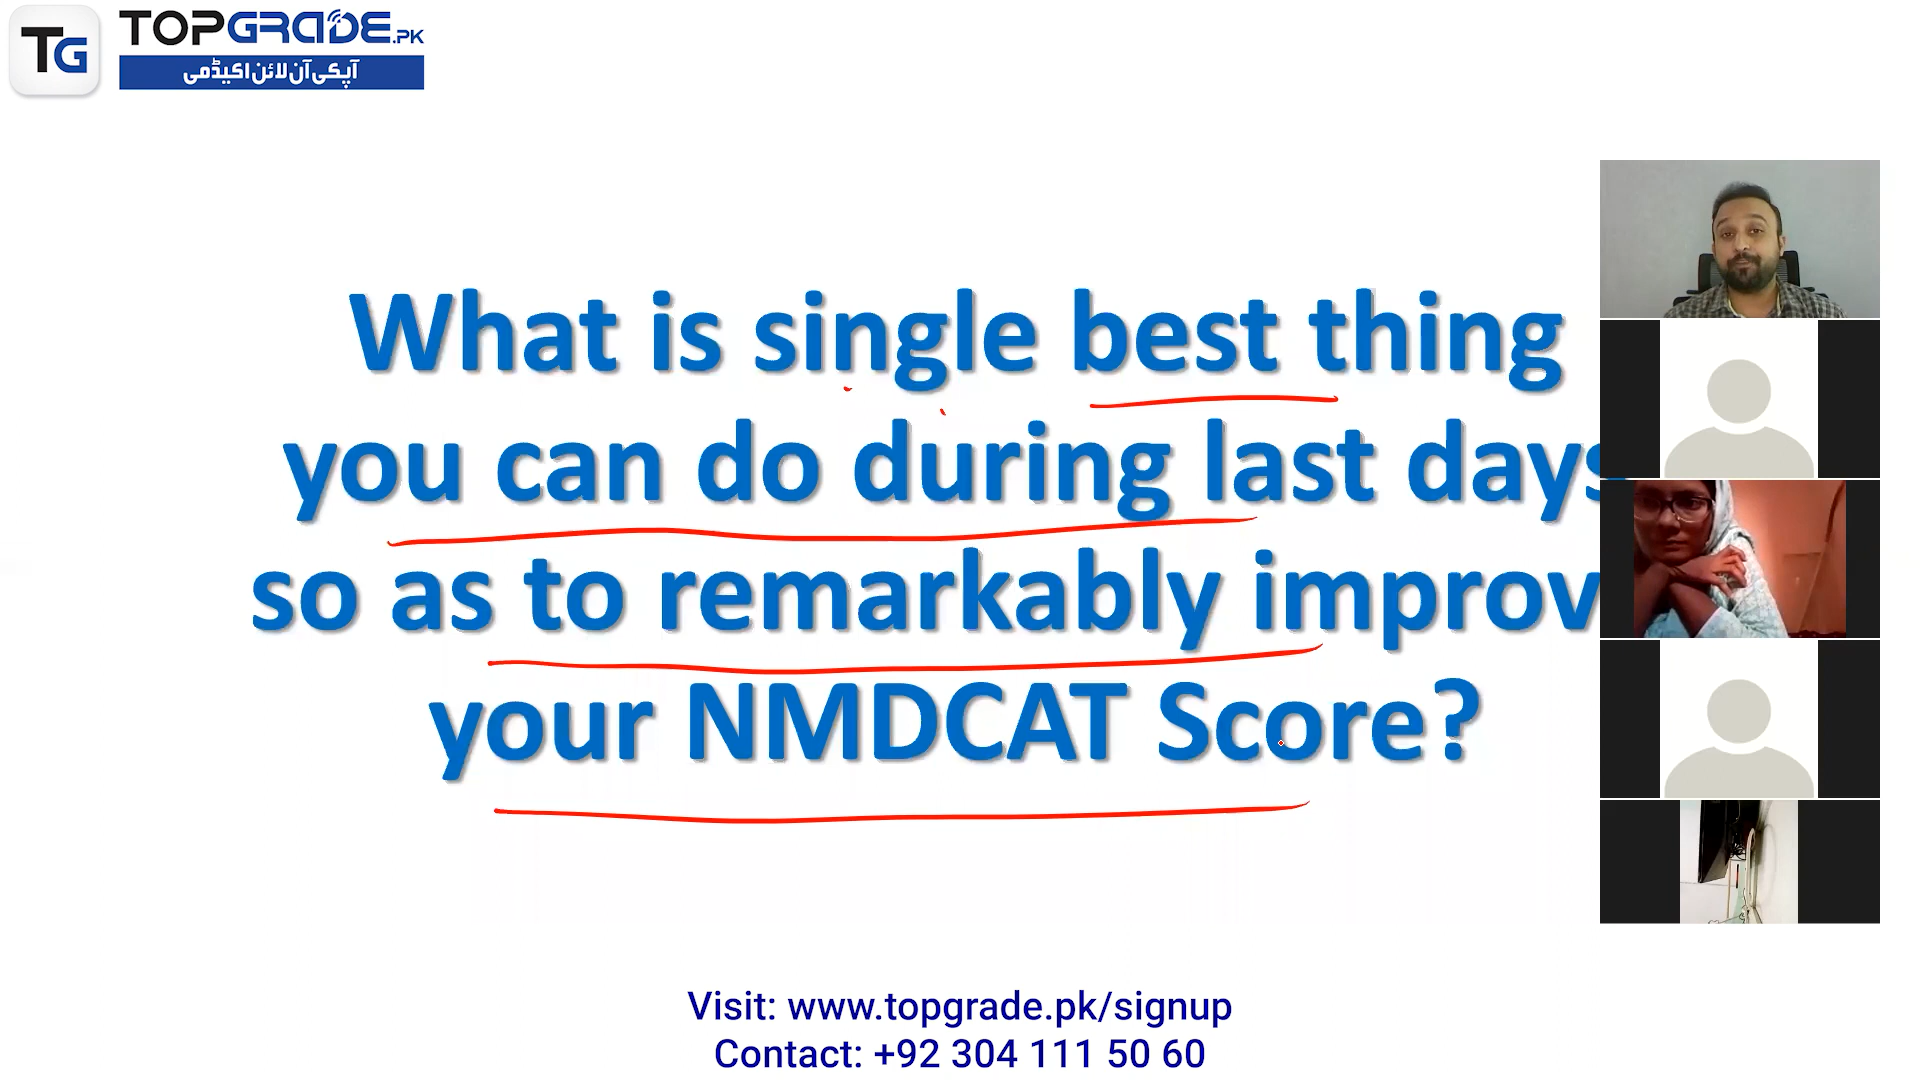 TG
TOPGRADE.PK
آپکی آن لائن اکیڈمی
What is single best thing
you can do during last days
so as to remarkably improv
your NMDCAT Score?
Visit: www.topgrade.pk/signup
Contact: +92 304 111 50 60